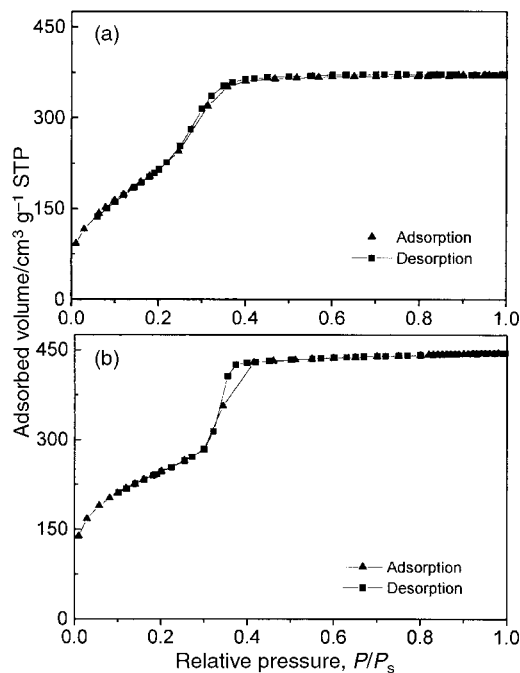 Adsorbed volume/cm³ g⁻¹ STP
(a)
450
300
150
0
Adsorption
Desorption
0.0 0.2 0.4 0.6 0.8 1.0
(b)
450
300
150
0
Adsorption
Desorption
0.0 0.2 0.4 0.6 0.8 1.0
Relative pressure, P/Pₛ